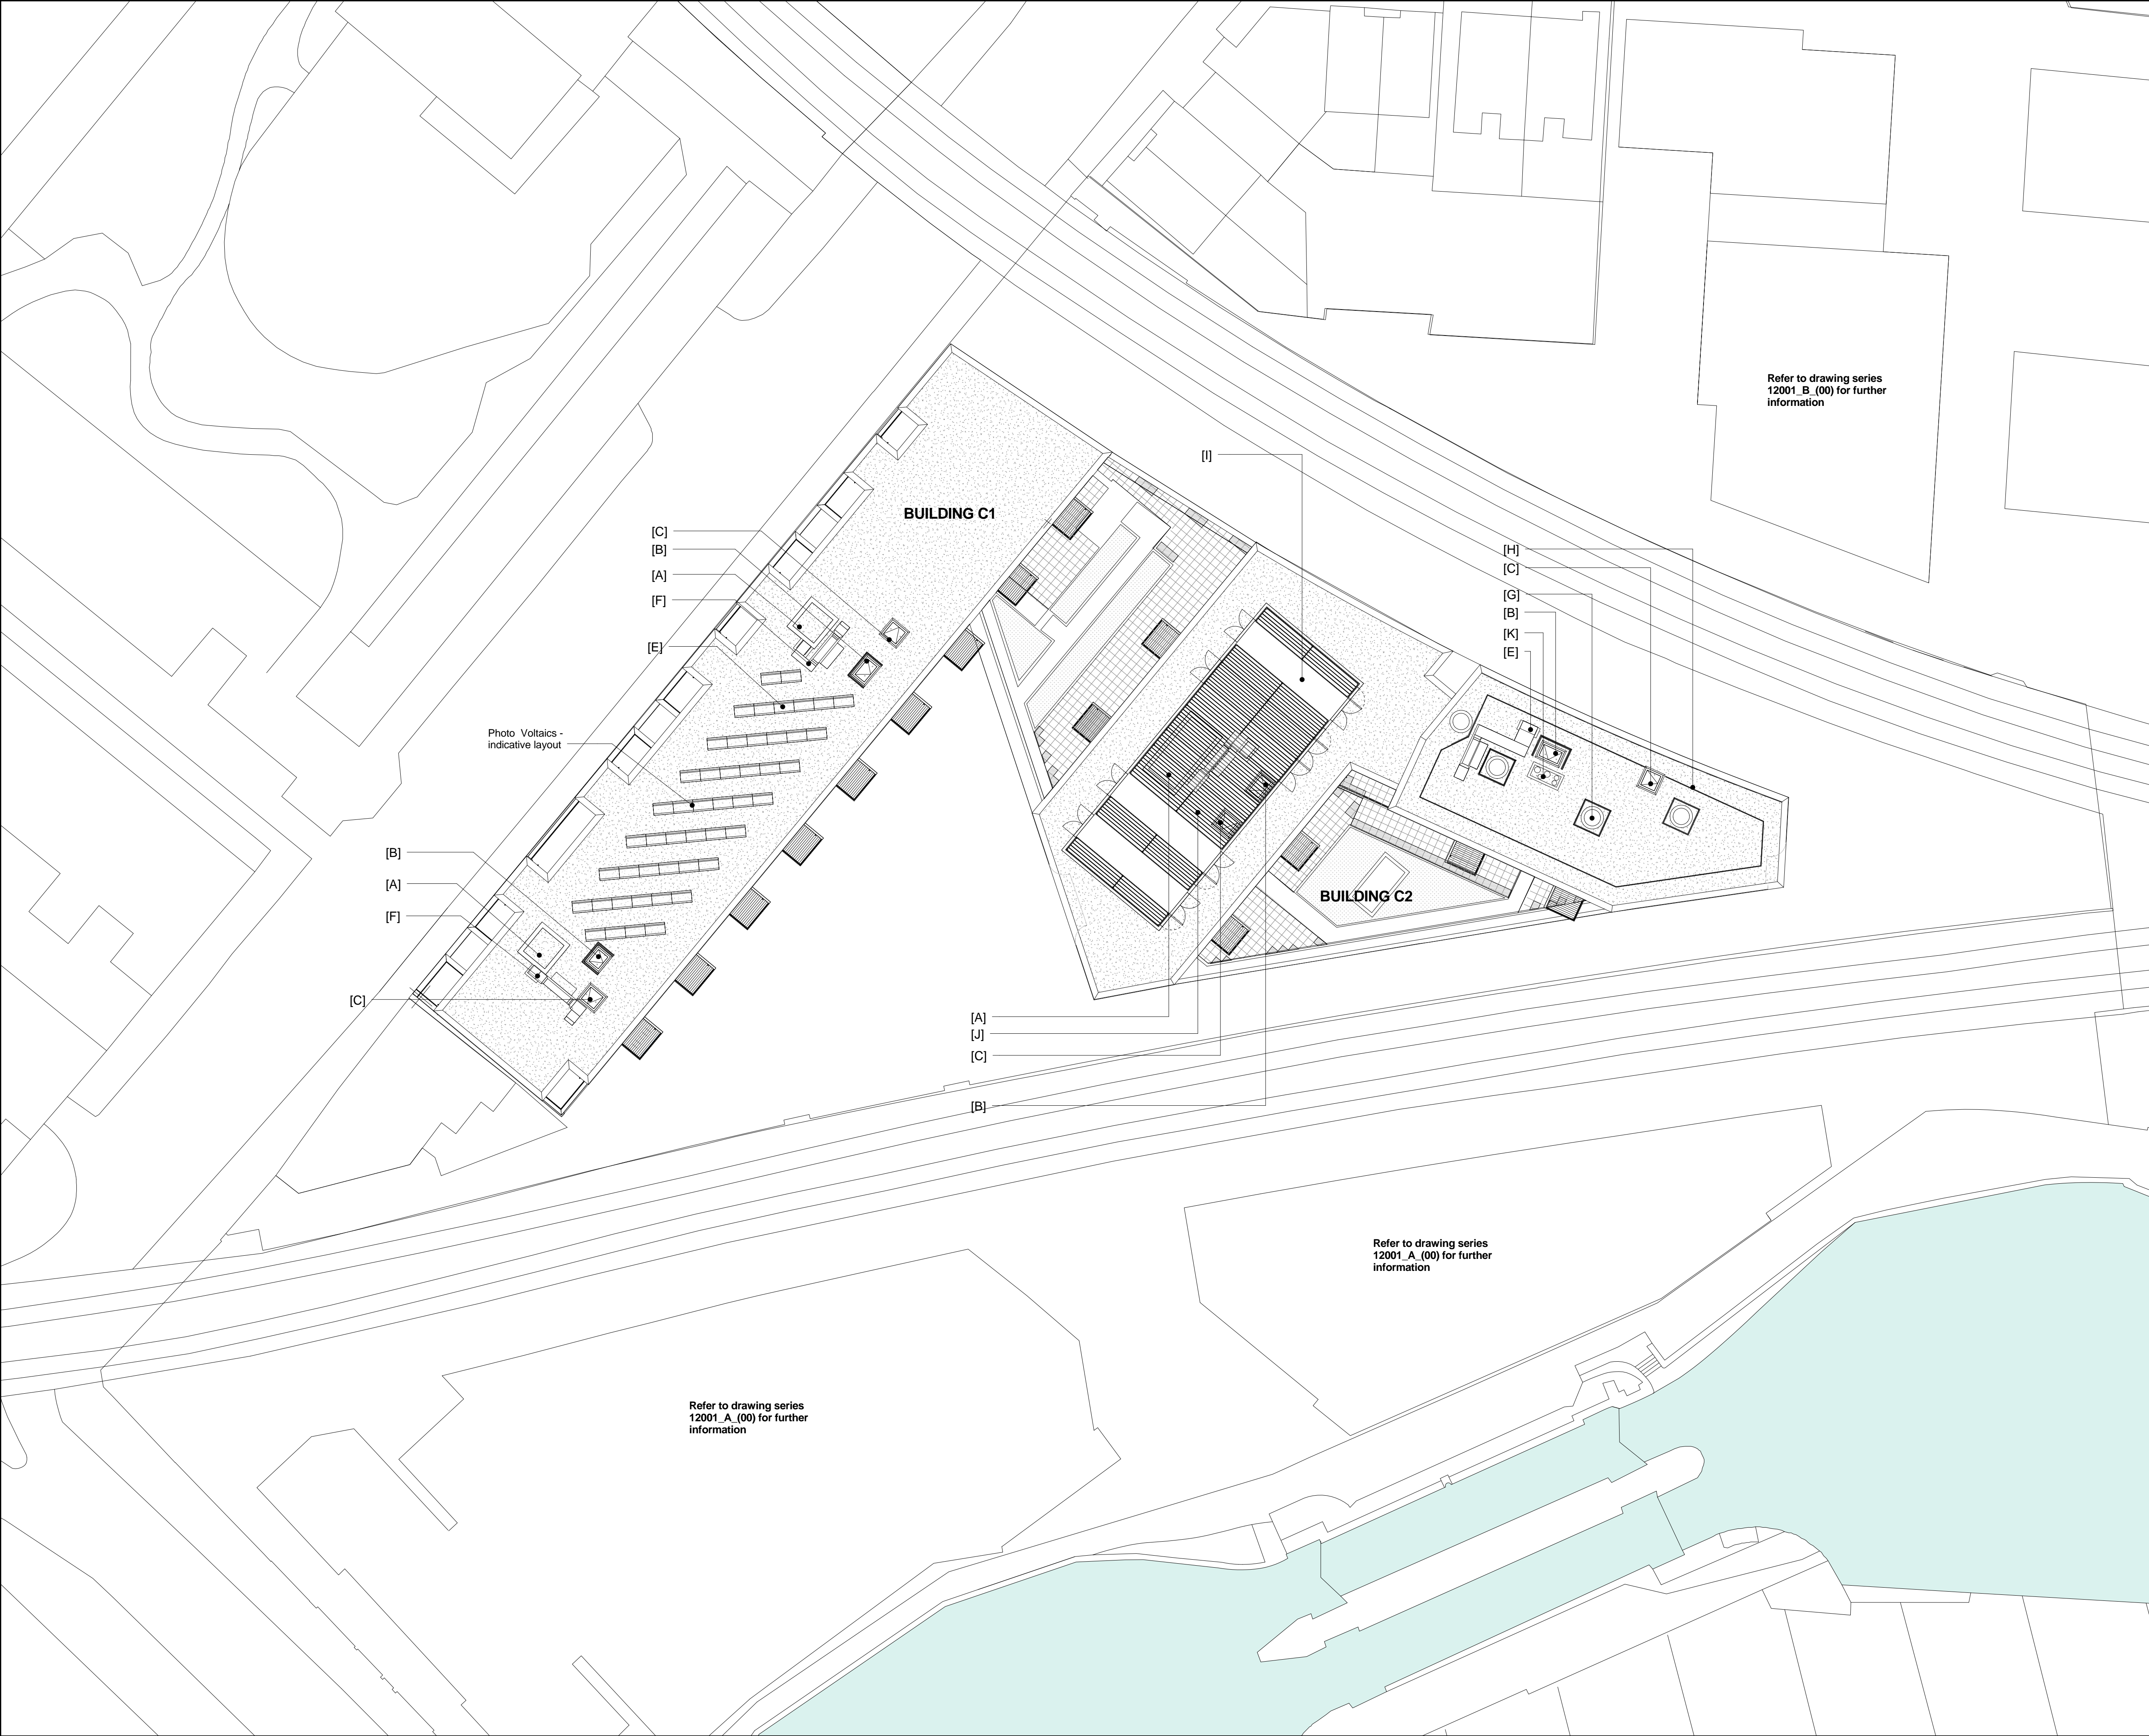 Refer to drawing series
12001_B_(00) for further
information
[I]
BUILDING C1
[C]
[B]
[A]
[F]
[E]
[H]
[C]
[G]
[B]
[K]
[E]
Photo Voltaics -
indicative layout
[B]
[A]
[F]
[C]
BUILDING C2
[A]
[J]
[C]
[B]
Refer to drawing series
12001_A_(00) for further
information
Refer to drawing series
12001_A_(00) for further
information